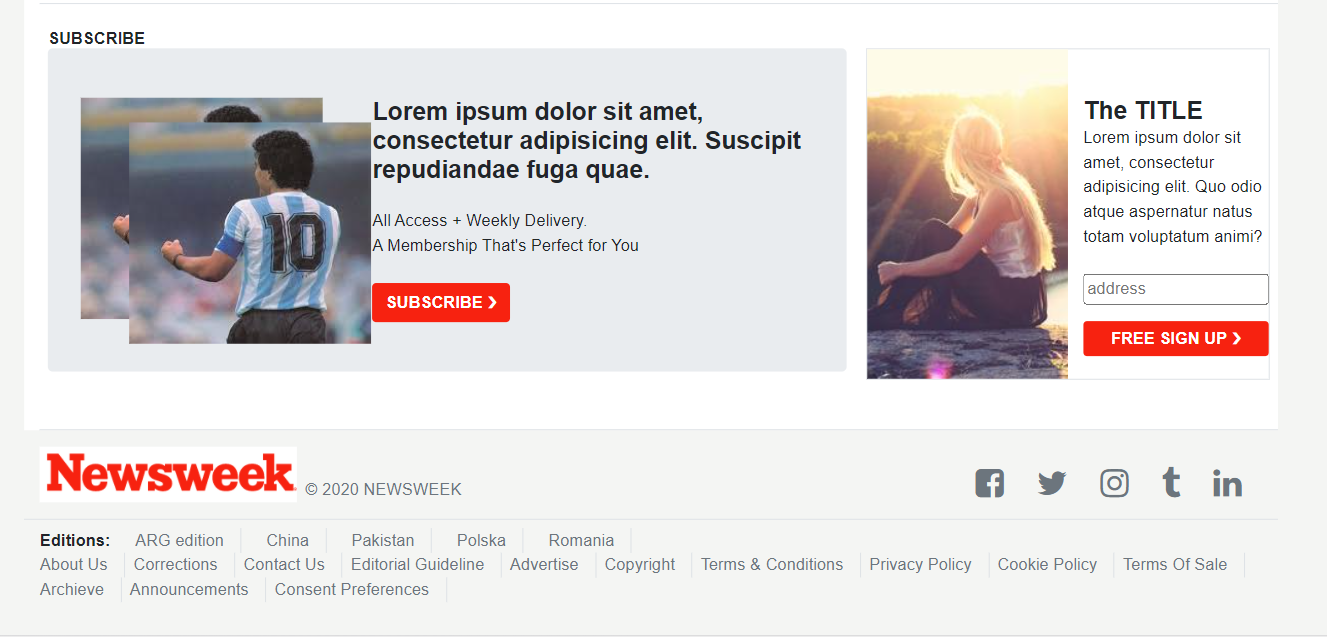 SUBSCRIBE
Lorem ipsum dolor sit amet,
consectetur adipisicing elit. Suscipit
repudiandae fuga quae.
All Access + Weekly Delivery.
A Membership That's Perfect for You
SUBSCRIBE ❯
10
The TITLE
Lorem ipsum dolor sit
amet, consectetur
adipisicing elit. Quo odio
atque aspernatur natus
totam voluptatum animi?
address
FREE SIGN UP ❯
Newsweek © 2020 NEWSWEEK
Editions: ARG edition China Pakistan Polska Romania
About Us Corrections Contact Us Editorial Guideline Advertise Copyright Terms & Conditions Privacy Policy Cookie Policy Terms Of Sale
Archieve Announcements Consent Preferences